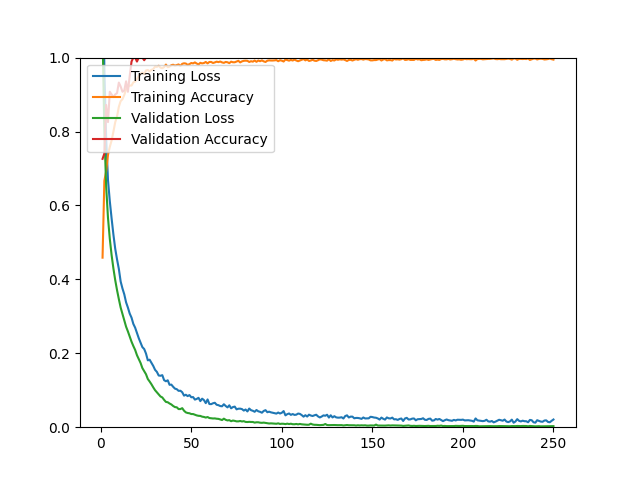 1.0
0.8
0.6
0.4
0.2
0.0
Training Loss
Training Accuracy
Validation Loss
Validation Accuracy
0 50 100 150 200 250